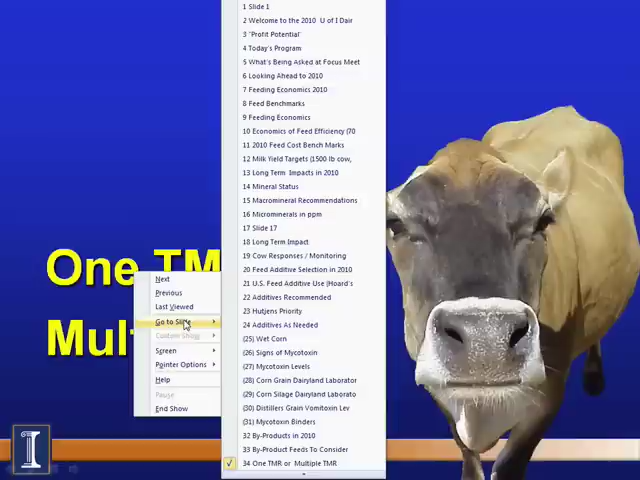 1 Slide 1
2 Welcome to the 2010 U of I Dair
3 "Profit Potential"
4 Today's Program
5 What's Being Asked at Focus Meet
6 Looking Ahead to 2010
7 Feeding Economics 2010
8 Feed Benchmarks
9 Feeding Economics
10 Economics of Feed Efficiency (70
11 2010 Feed Cost Bench Marks
12 Milk Yield Targets (1500 lb cow,
13 Long Term Impacts in 2010
14 Mineral Status
15 Macromineral Recommendations
16 Microminerals in ppm
17 Slide 17
18 Long Term Impact
19 Cow Responses / Monitoring
20 Feed Additive Selection in 2010
21 U.S. Feed Additive Use (Hoard's
22 Additives Recommended
23 Hutjens Priority
24 Additives As Needed
(25) Wet Corn
(26) Signs of Mycotoxin
(27) Mycotoxin Levels
(28) Corn Grain Dairyland Laborator
(29) Corn Silage Dairyland Laborato
(30) Distillers Grain Vomitoxin Lev
(31) Mycotoxin Binders
32 By-Products in 2010
33 By-Product Feeds To Consider
34 One TMR or Multiple TMR
One TM
Mul
Next
Previous
Last Viewed
Go to Slide
Custom Show
Screen
Pointer Options
Help
Pause
End Show
I